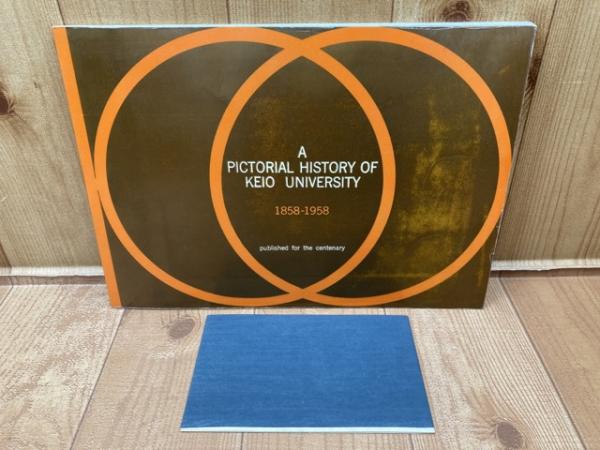 A
PICTORIAL HISTORY OF
KEIO UNIVERSITY
1858-1958
published for the centenary